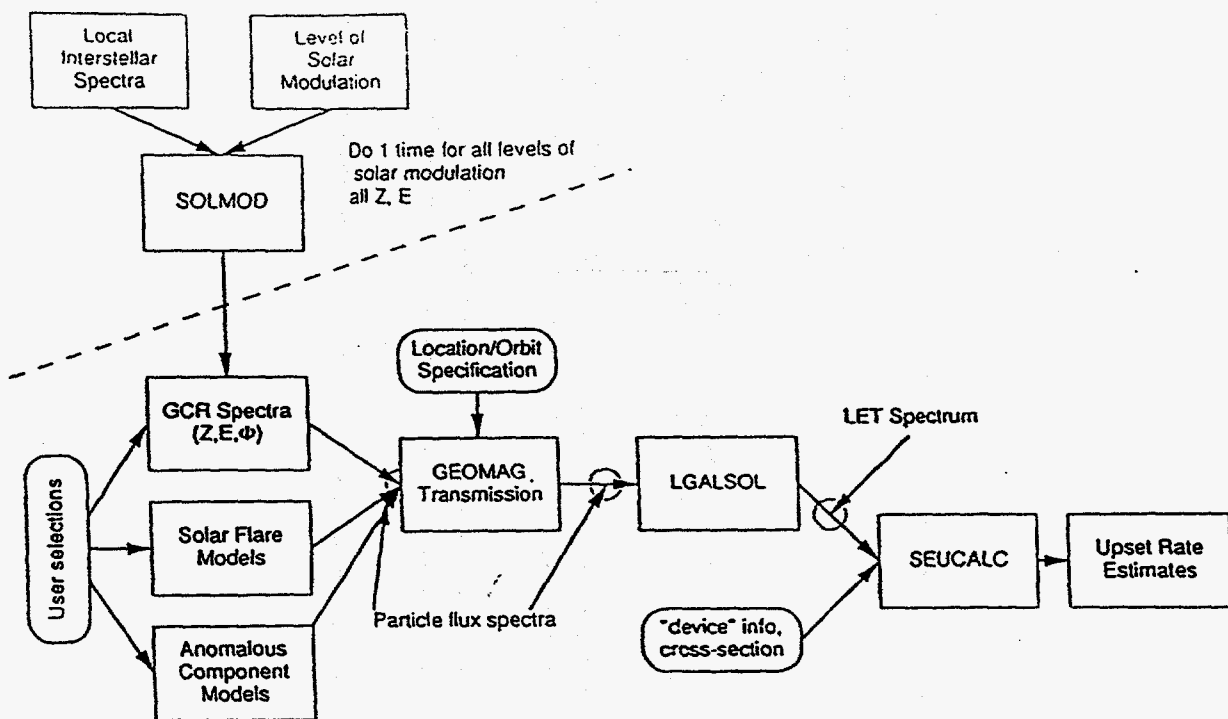 Local
Interstellar
Spectra
Level of
Solar
Modulation
Do 1 time for all levels of
solar modulation
all Z, E
SOLMOD
Location/Orbit
Specification
GCR Spectra
(Z,E,Φ)
LET Spectrum
GEOMAG
Transmission
LGALSOL
User selections
Solar Flare
Models
SEUCALC
Upset Rate
Estimates
Particle flux spectra
"device" info,
cross-section
Anomalous
Component
Models